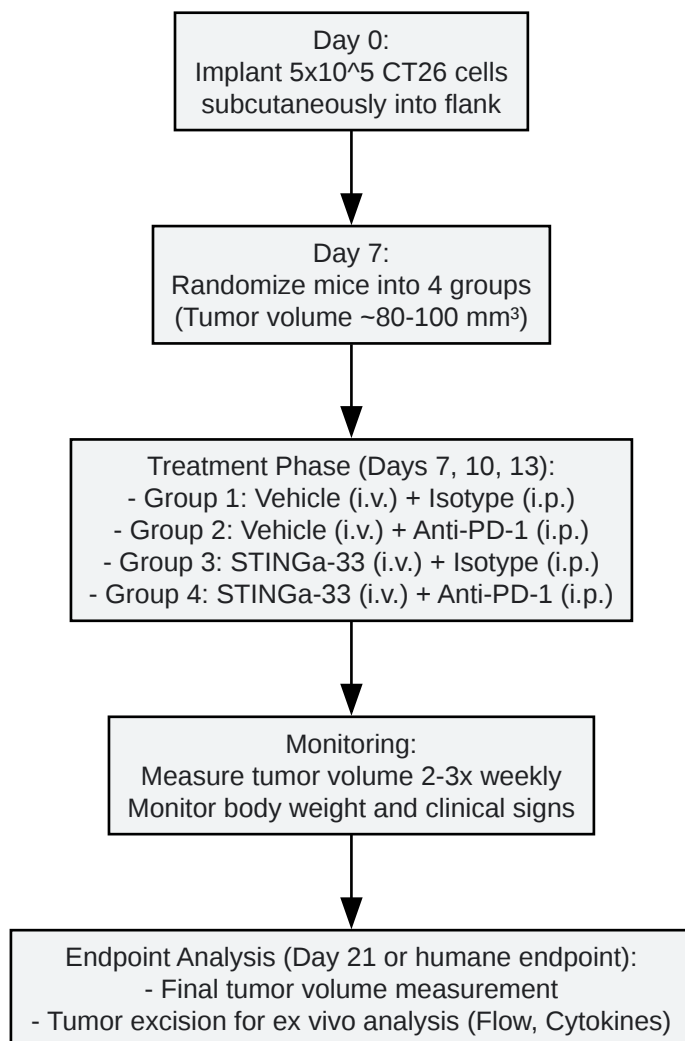 Day 0:
Implant 5x10^5 CT26 cells
subcutaneously into flank
Day 7:
Randomize mice into 4 groups
(Tumor volume ~80-100 mm³)
Treatment Phase (Days 7, 10, 13):
- Group 1: Vehicle (i.v.) + Isotype (i.p.)
- Group 2: Vehicle (i.v.) + Anti-PD-1 (i.p.)
- Group 3: STINGa-33 (i.v.) + Isotype (i.p.)
- Group 4: STINGa-33 (i.v.) + Anti-PD-1 (i.p.)
Monitoring:
Measure tumor volume 2-3x weekly
Monitor body weight and clinical signs
Endpoint Analysis (Day 21 or humane endpoint):
- Final tumor volume measurement
- Tumor excision for ex vivo analysis (Flow, Cytokines)